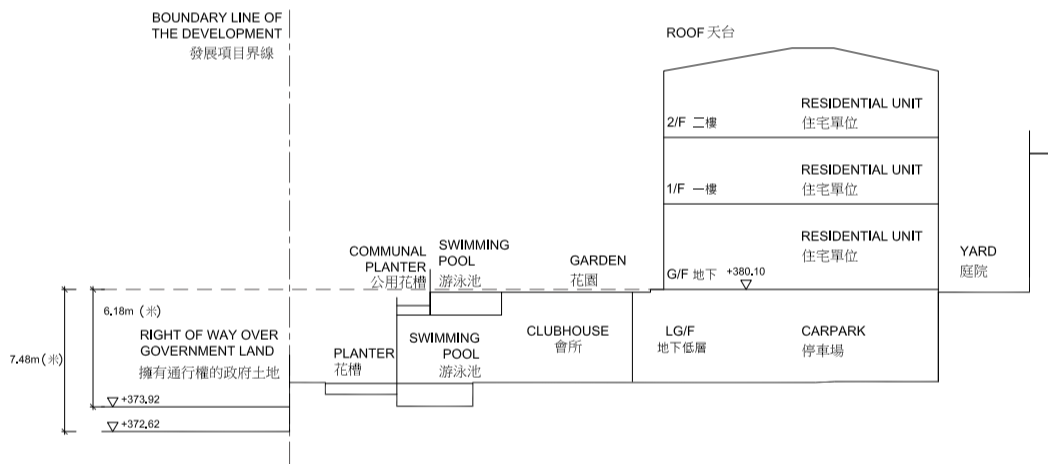 BOUNDARY LINE OF
THE DEVELOPMENT
發展項目界線
ROOF 天台
RESIDENTIAL UNIT
2/F 二樓
住宅單位
RESIDENTIAL UNIT
1/F 一樓
住宅單位
RESIDENTIAL UNIT
住宅單位
G/F 地下 +380.10
COMMUNAL
PLANTER
公用花槽
SWIMMING
POOL
游泳池
GARDEN
花園
YARD
庭院
6.18m (米)
7.48m (米)
RIGHT OF WAY OVER
GOVERNMENT LAND
擁有通行權的政府土地
PLANTER
花槽
SWIMMING
POOL
游泳池
CLUBHOUSE
會所
LG/F
地下低層
CARPARK
停車場
+373.92
+372.62